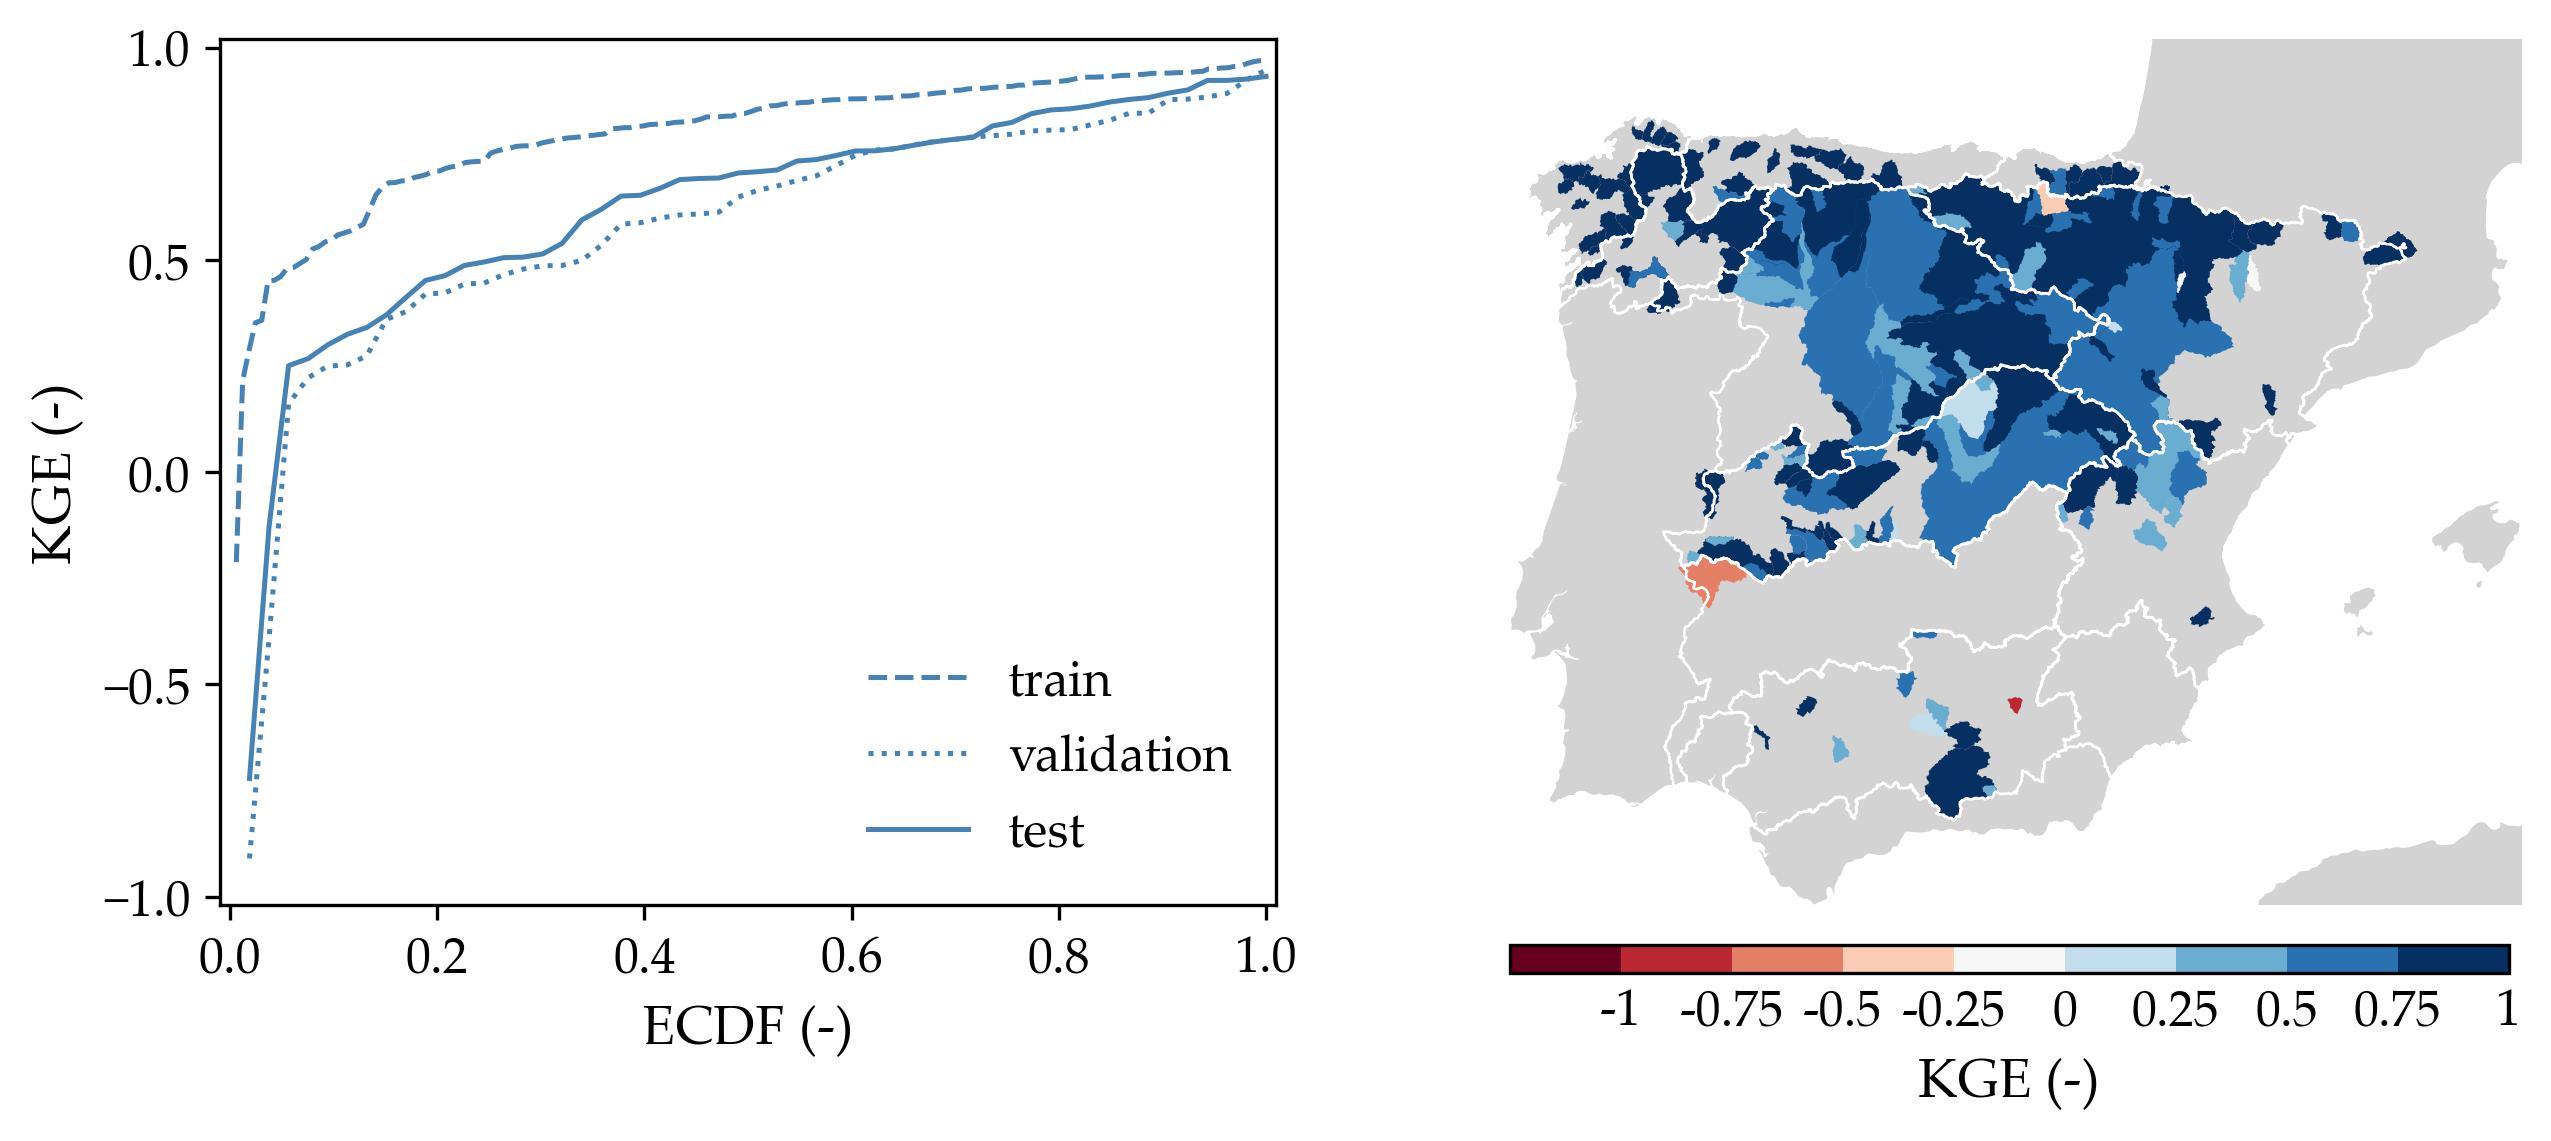 1.0
0.5
0.0
–0.5
–1.0
KGE (-)
train
validation
test
0.0 0.2 0.4 0.6 0.8 1.0
ECDF (-)
-1 -0.75 -0.5 -0.25 0 0.25 0.5 0.75 1
KGE (-)